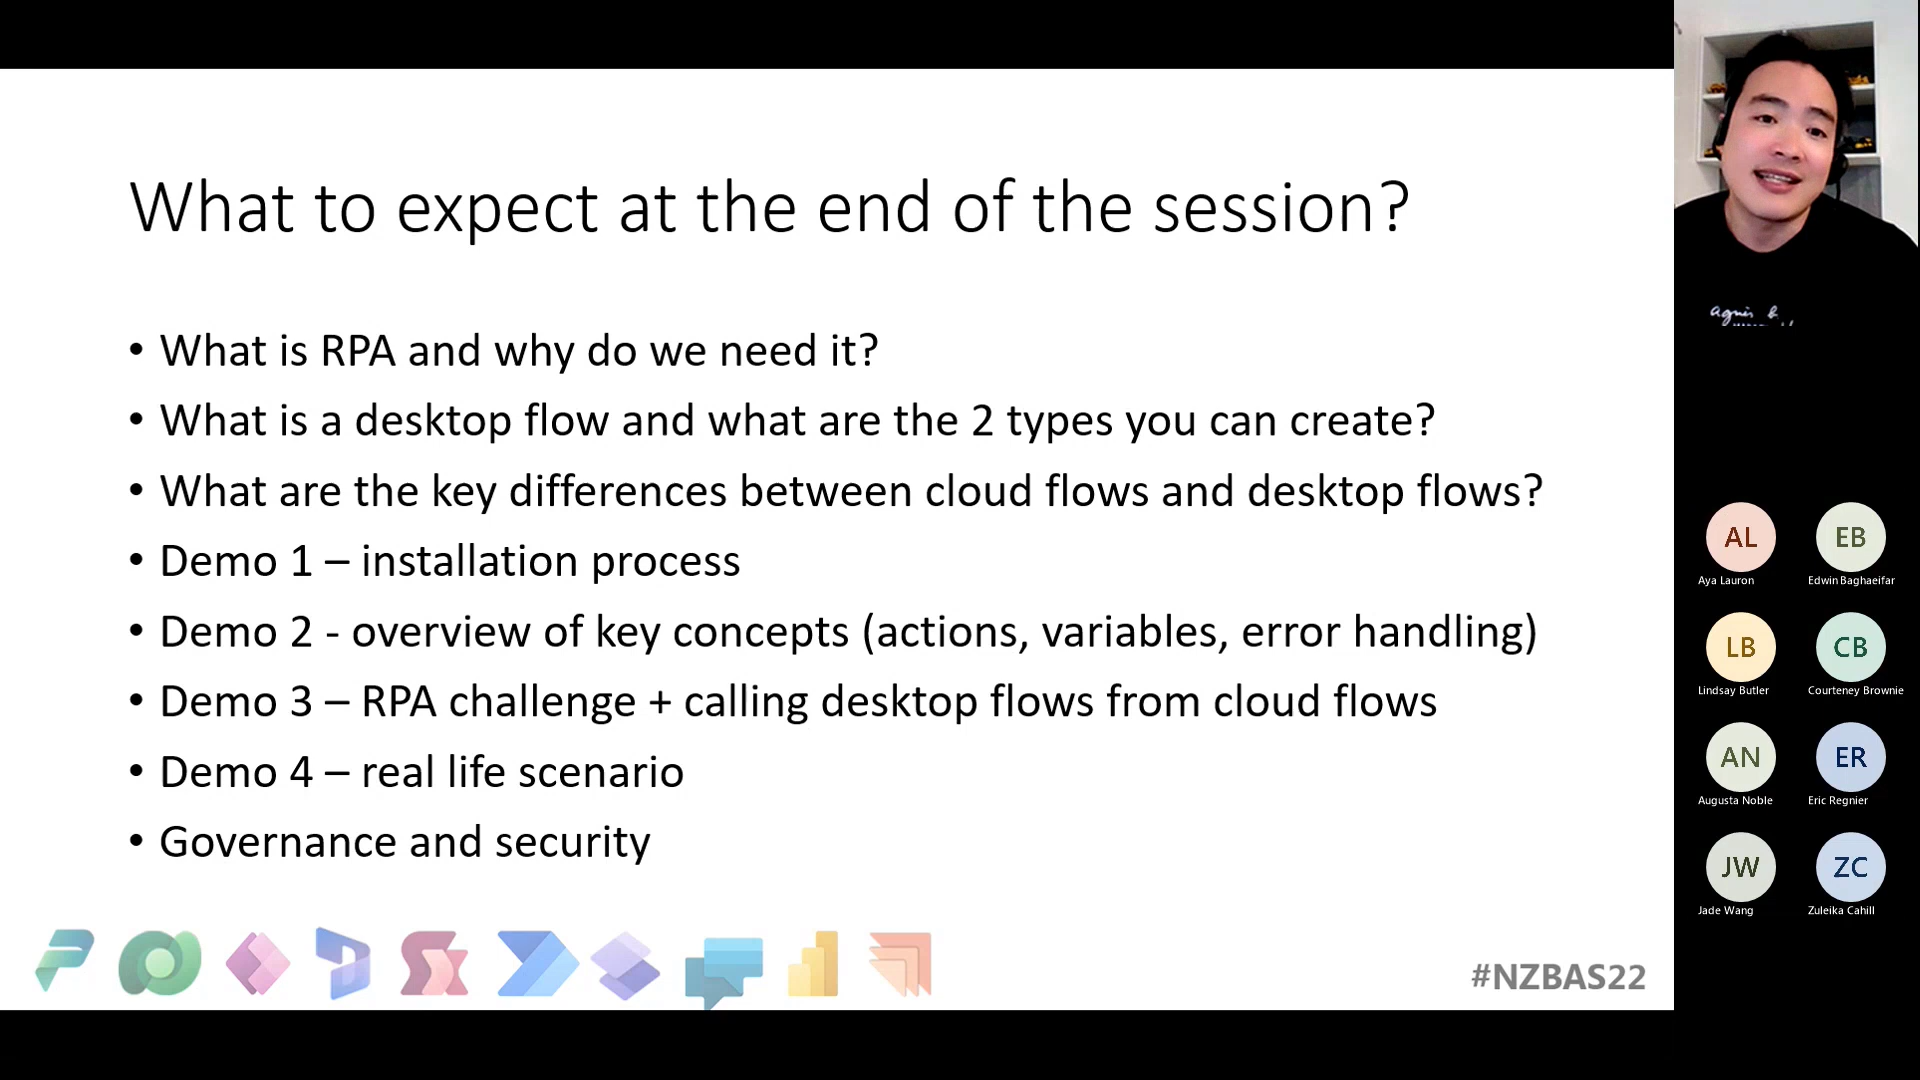 What to expect at the end of the session?
• What is RPA and why do we need it?
• What is a desktop flow and what are the 2 types you can create?
• What are the key differences between cloud flows and desktop flows?
• Demo 1 – installation process
• Demo 2 - overview of key concepts (actions, variables, error handling)
• Demo 3 – RPA challenge + calling desktop flows from cloud flows
• Demo 4 – real life scenario
• Governance and security
#NZBAS22
agnès b.
AL
Aya Lauron
EB
Edwin Baghaeifar
LB
Lindsay Butler
CB
Courteney Brownie
AN
Augusta Noble
ER
Eric Regnier
JW
Jade Wang
ZC
Zuleika Cahill